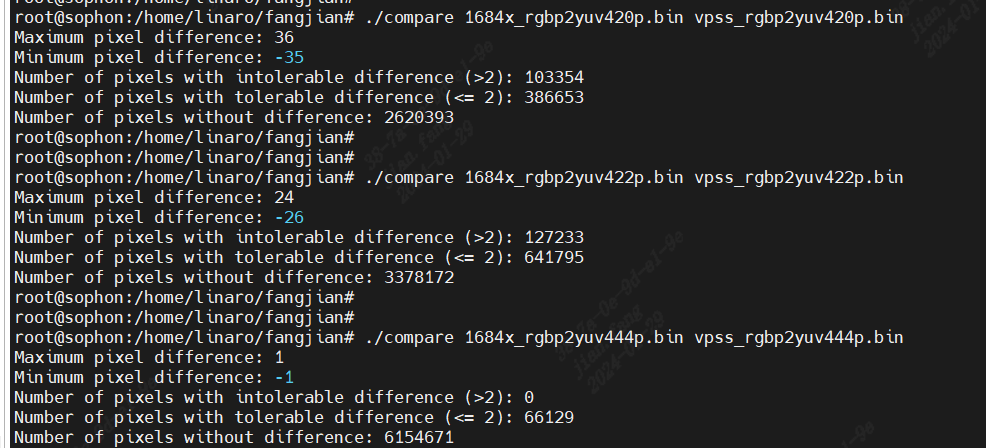 root@sophon:/home/linaro/fangjian#
root@sophon:/home/linaro/fangjian# ./compare 1684x_rgbp2yuv420p.bin vpss_rgbp2yuv420p.bin
Maximum pixel difference: 36
Minimum pixel difference: -35
Number of pixels with intolerable difference (>2): 103354
Number of pixels with tolerable difference (<= 2): 386653
Number of pixels without difference: 2620393
root@sophon:/home/linaro/fangjian#
root@sophon:/home/linaro/fangjian#
root@sophon:/home/linaro/fangjian# ./compare 1684x_rgbp2yuv422p.bin vpss_rgbp2yuv422p.bin
Maximum pixel difference: 24
Minimum pixel difference: -26
Number of pixels with intolerable difference (>2): 127233
Number of pixels with tolerable difference (<= 2): 641795
Number of pixels without difference: 3378172
root@sophon:/home/linaro/fangjian#
root@sophon:/home/linaro/fangjian#
root@sophon:/home/linaro/fangjian# ./compare 1684x_rgbp2yuv444p.bin vpss_rgbp2yuv444p.bin
Maximum pixel difference: 1
Minimum pixel difference: -1
Number of pixels with intolerable difference (>2): 0
Number of pixels with tolerable difference (<= 2): 66129
Number of pixels without difference: 6154671